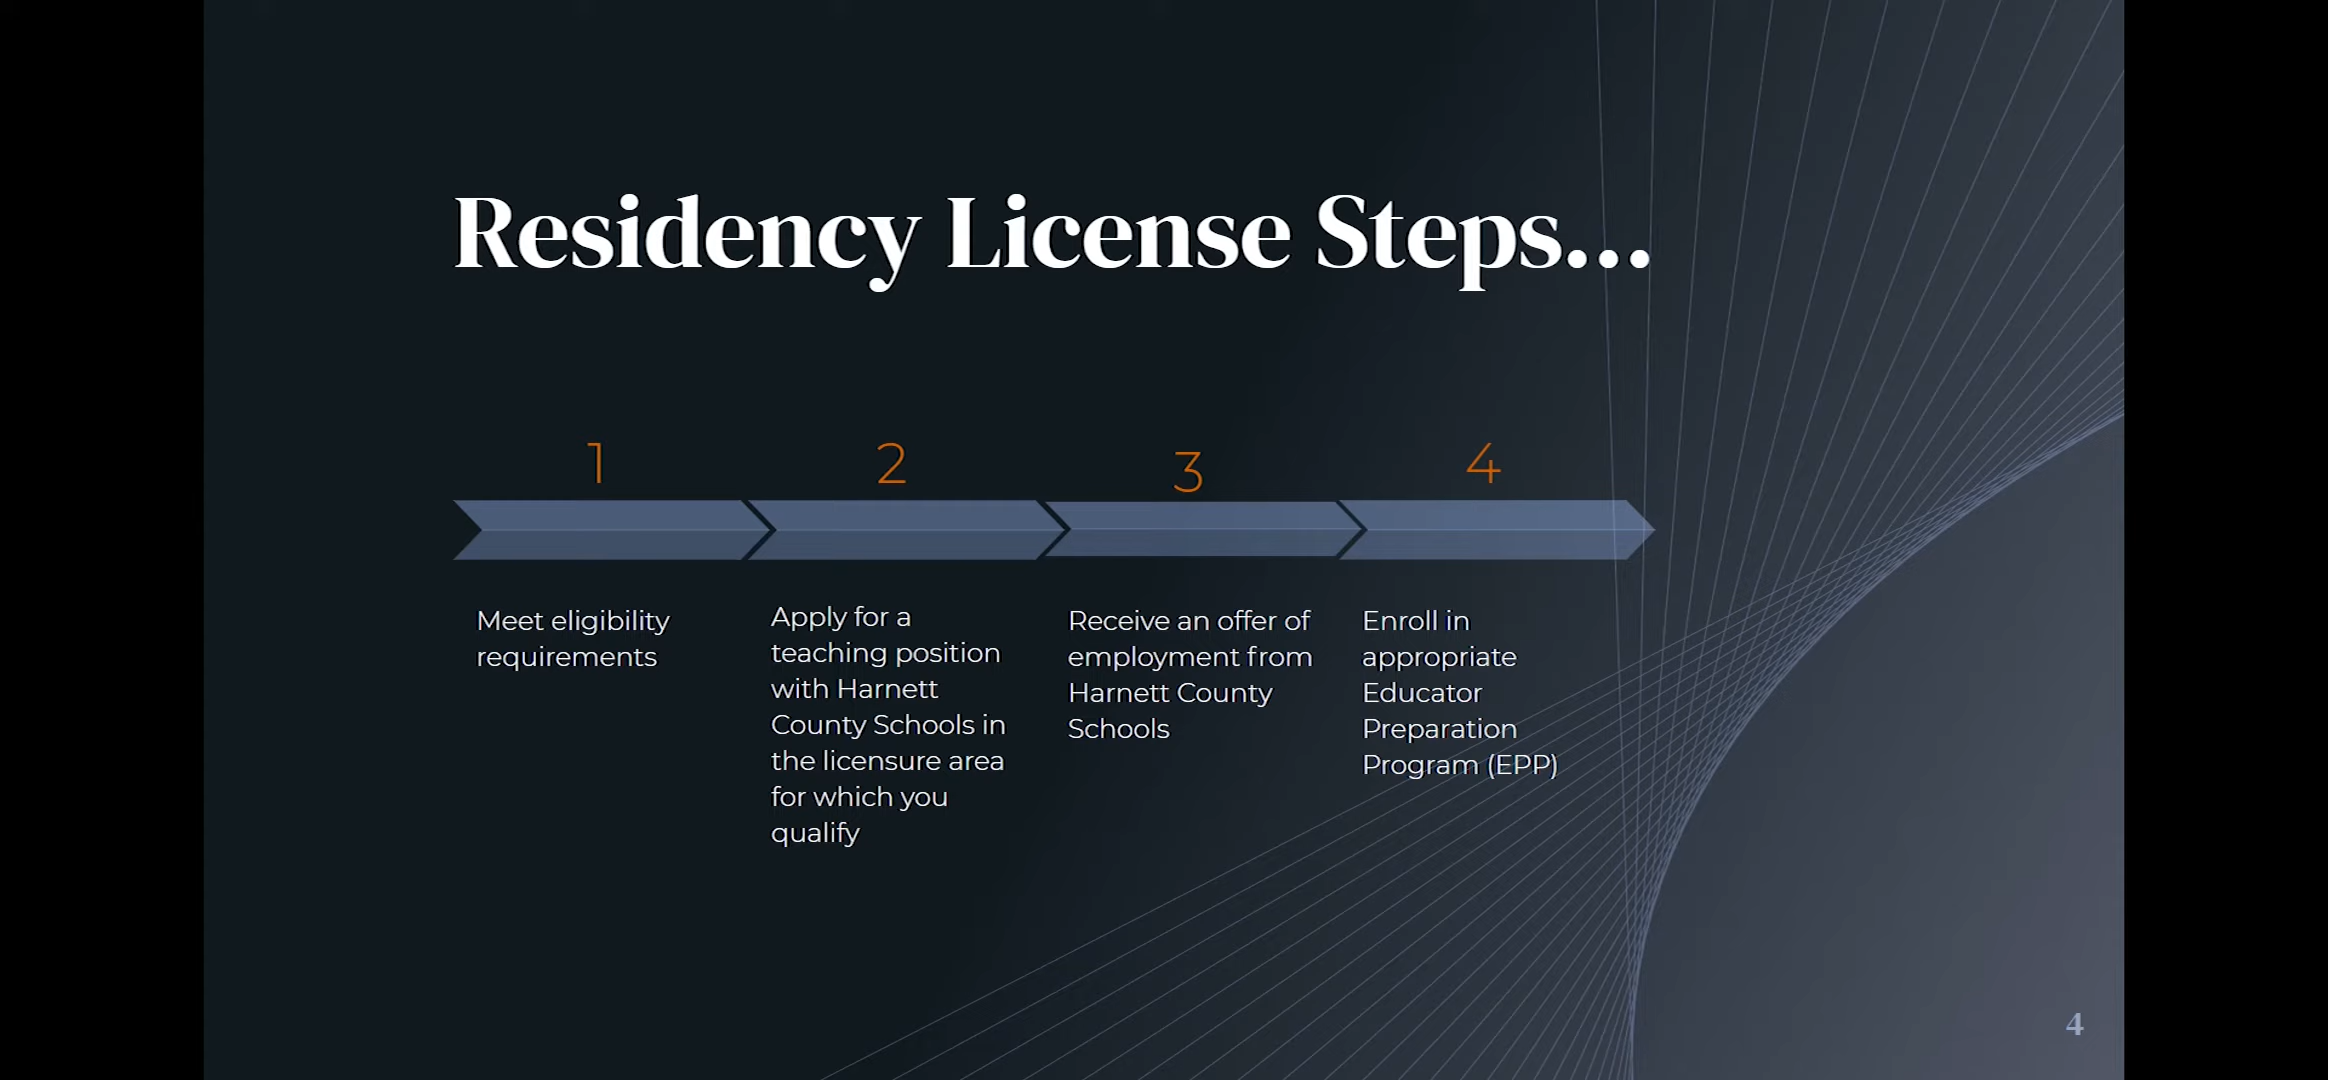 Residency License Steps...
1
2
3
4
Meet eligibility
requirements
Apply for a
teaching position
with Harnett
County Schools in
the licensure area
for which you
qualify
Receive an offer of
employment from
Harnett County
Schools
Enroll in
appropriate
Educator
Preparation
Program (EPP)
4